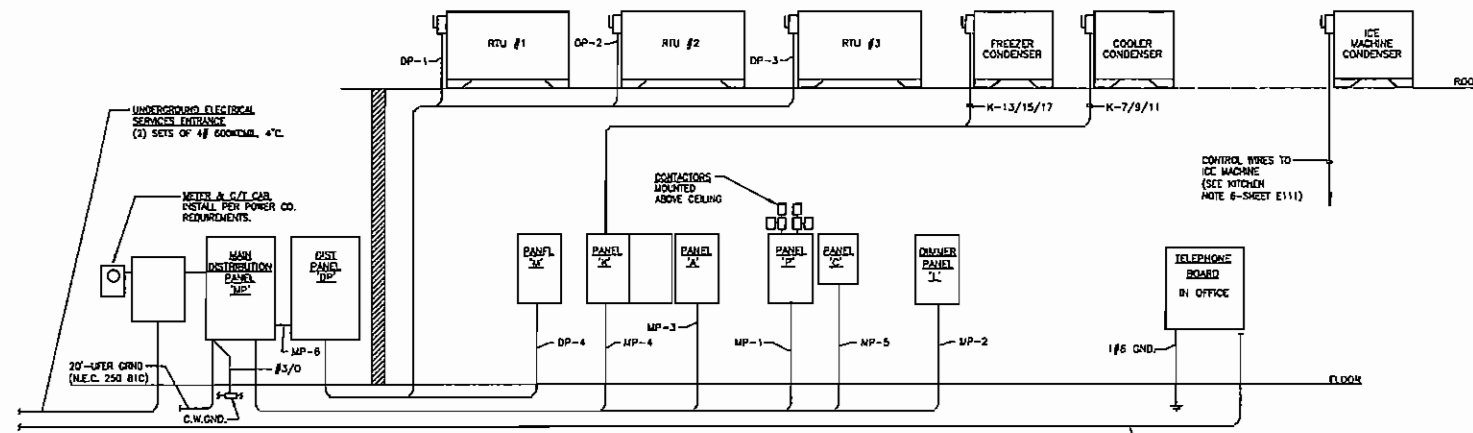 RTU #1
RTU #2
RTU #3
FREEZER
CONDENSER
COOLER
CONDENSER
ICE
MACHINE
CONDENSER
DP-1
DP-2
DP-3
K-13/15/17
K-7/9/11
UNDERGROUND ELECTRICAL
SERVICES ENTRANCE
(2) SETS OF 4# 600KCMIL, 4"C.
CONTROL WIRES TO
ICE MACHINE
(SEE KITCHEN
NOTE 6-SHEET E111)
CONTACTORS
MOUNTED
ABOVE CEILING
METER & C/T CAB.
INSTALL PER POWER CO.
REQUIREMENTS.
MAIN
DISTRIBUTION
PANEL
'MP'
DIST
PANEL
'DP'
PANEL
'M'
PANEL
'K'
PANEL
'A'
PANEL
'P'
PANEL
'C'
DIMMER
PANEL
'L'
TELEPHONE
BOARD
IN OFFICE
MP-6
DP-4
MP-4
MP-3
MP-1
MP-5
MP-2
1#6 GND.
20'-UFER GRND
(N.E.C. 250 81C)
#3/0
C.W.GND.
FLOOR